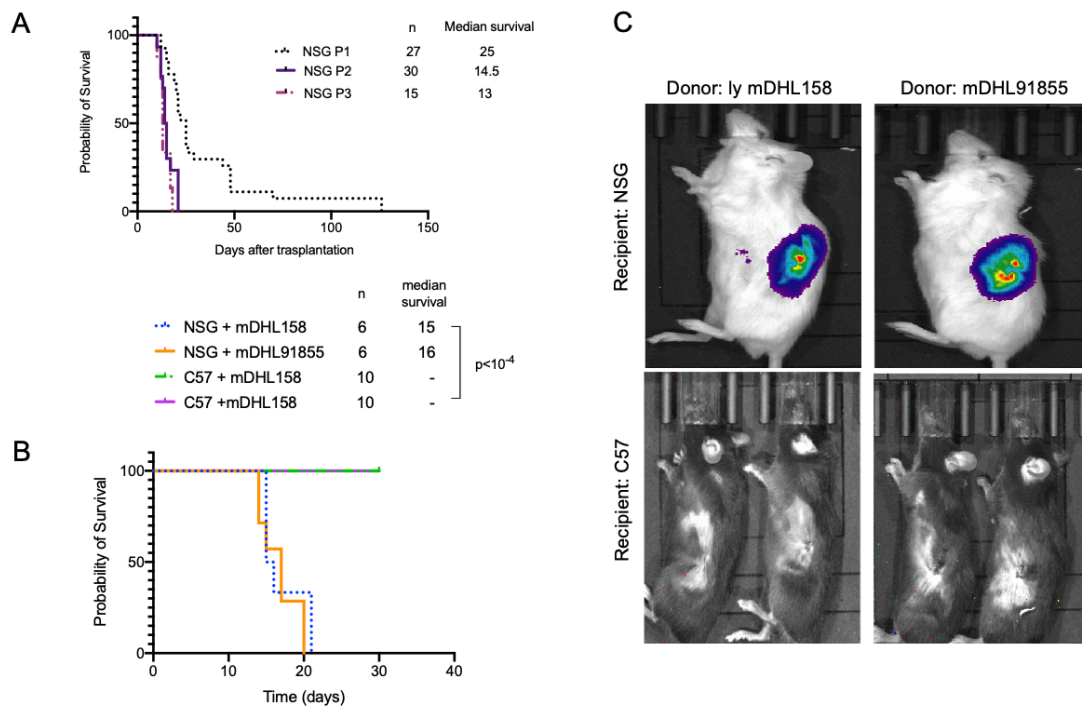 A
n Median survival
NSG P1 27 25
NSG P2 30 14.5
NSG P3 15 13
Probability of Survival
100
50
0
0 50 100 150
Days after trasplantation
n median survival
NSG + mDHL158 6 15
NSG + mDHL91855 6 16
C57 + mDHL158 10 -
C57 +mDHL158 10 -
p<10-4
B
Probability of Survival
100
50
0
0 10 20 30 40
Time (days)
C
Donor: ly mDHL158 Donor: mDHL91855
Recipient: NSG
Recipient: C57